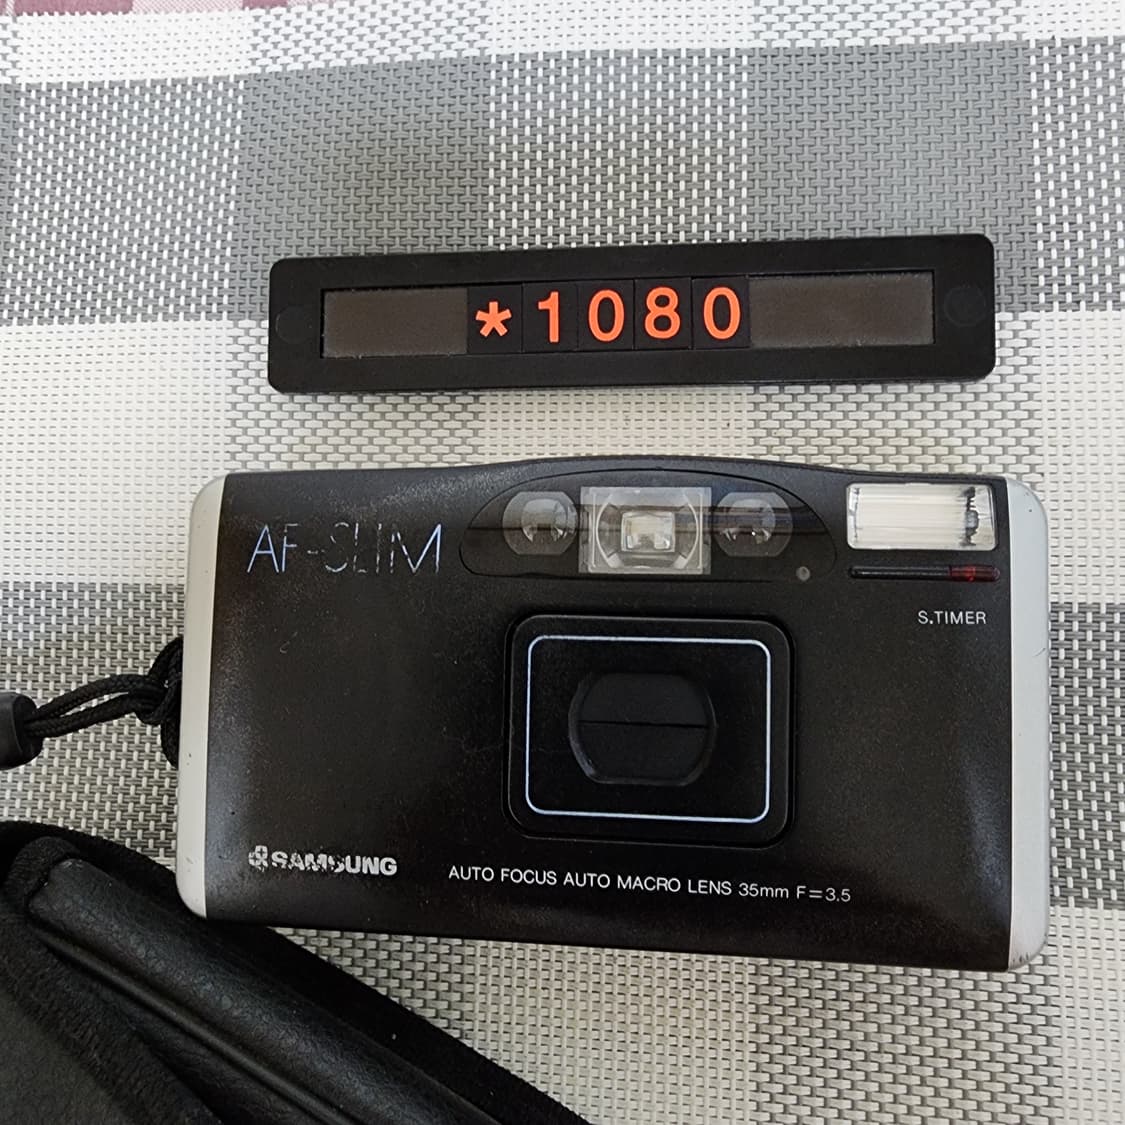 *1080
AF-SLIM
S.TIMER
SAMSUNG
AUTO FOCUS AUTO MACRO LENS 35mm F=3.5